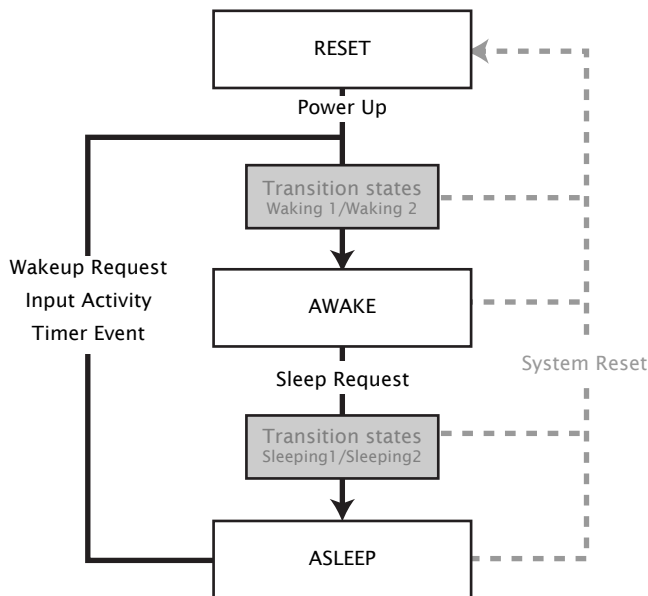 RESET
Power Up
Transition states
Waking 1/Waking 2
Wakeup Request
Input Activity
Timer Event
AWAKE
Sleep Request
System Reset
Transition states
Sleeping1/Sleeping2
ASLEEP